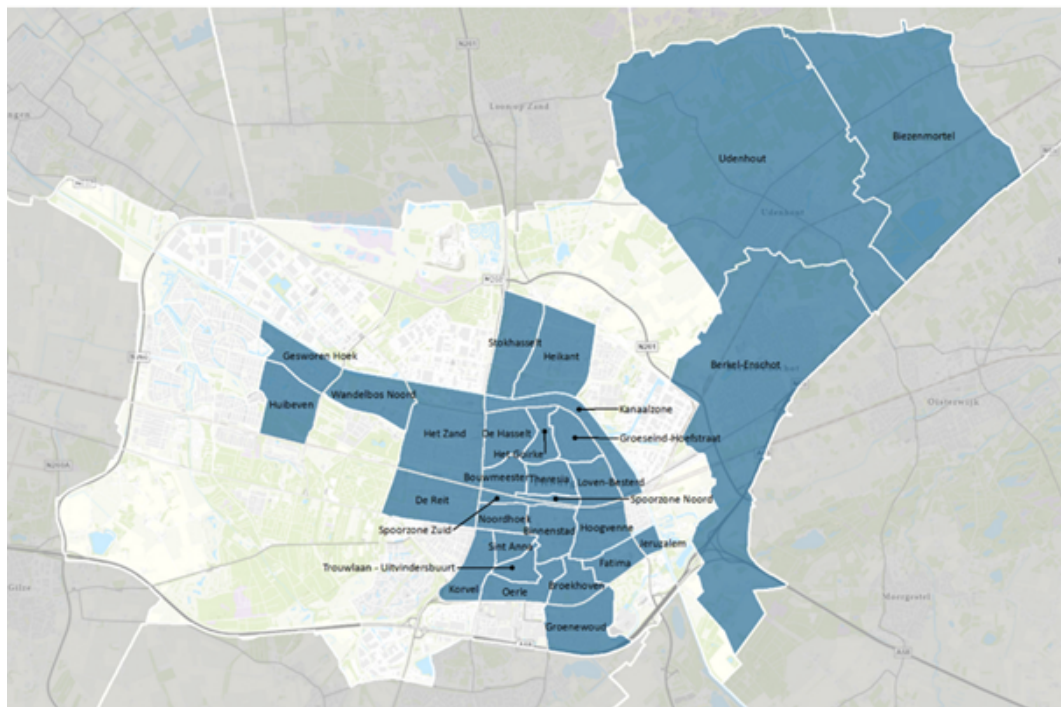 N261
Loon op Zand
Biezenmortel
Udenhout
Udenhout
N261
Stokhasselt
Gesworen Hoek
Heikant
Berkel-Enschot
Wandelbos Noord
Huibeven
Kanaalzone
Oisterwijk
Het Zand
De Hasselt
Groeseind-Hoefstraat
Het Goirke
Bouwmeester
Theresia
Loven-Besterd
De Reit
Spoorzone Noord
Noordhoek
Spoorzone Zuid
Binnenstad
Hoogvenne
Sint Anna
Jeruzalem
Trouwlaan - Uitvindersbuurt
Fatima
Gilze
Korvel
Oerle
Broekhoven
Moergestel
Groenewoud
A58
A58